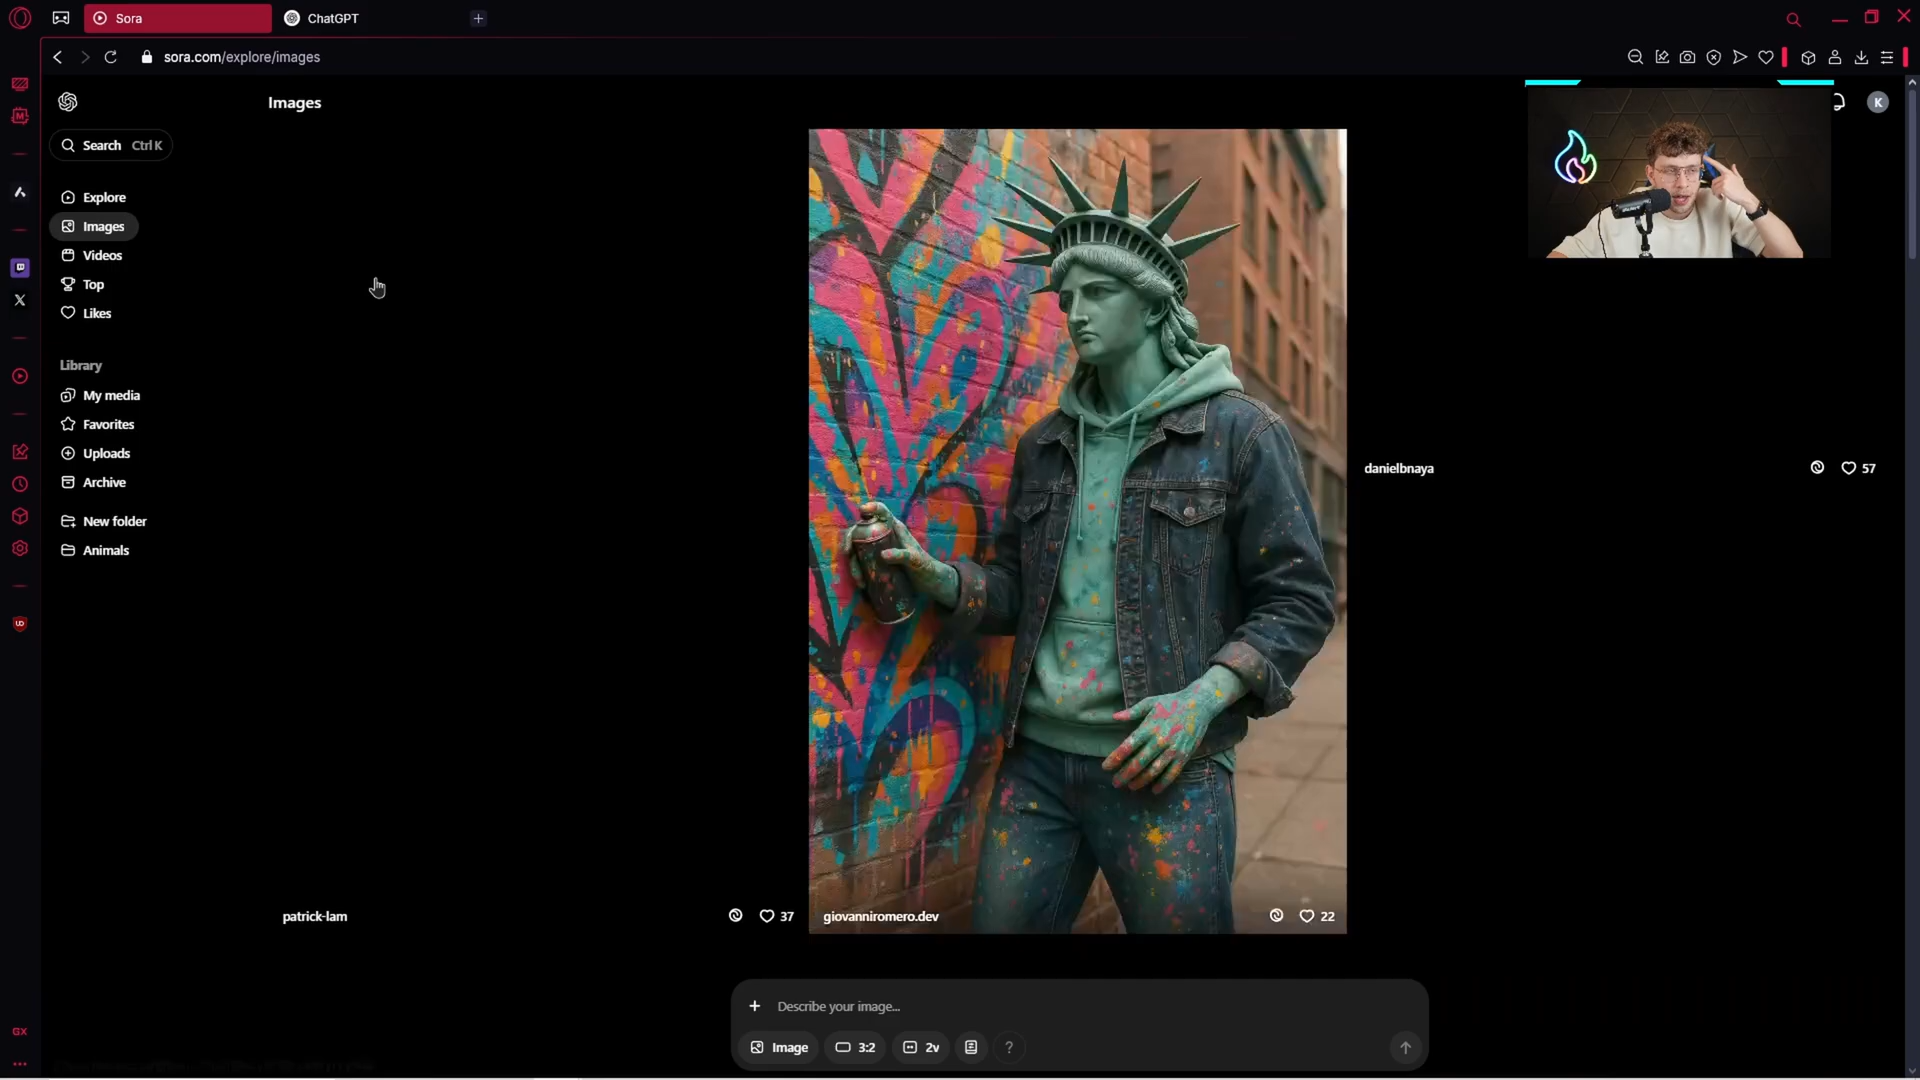 Sora
ChatGPT
sora.com/explore/images
Images
K
Search Ctrl K
Explore
Images
Videos
Top
Likes
Library
My media
Favorites
Uploads
Archive
New folder
Animals
danielbnaya
57
patrick-lam
37
giovanniromero.dev
22
Describe your image...
Image
3:2
2v
?
GX